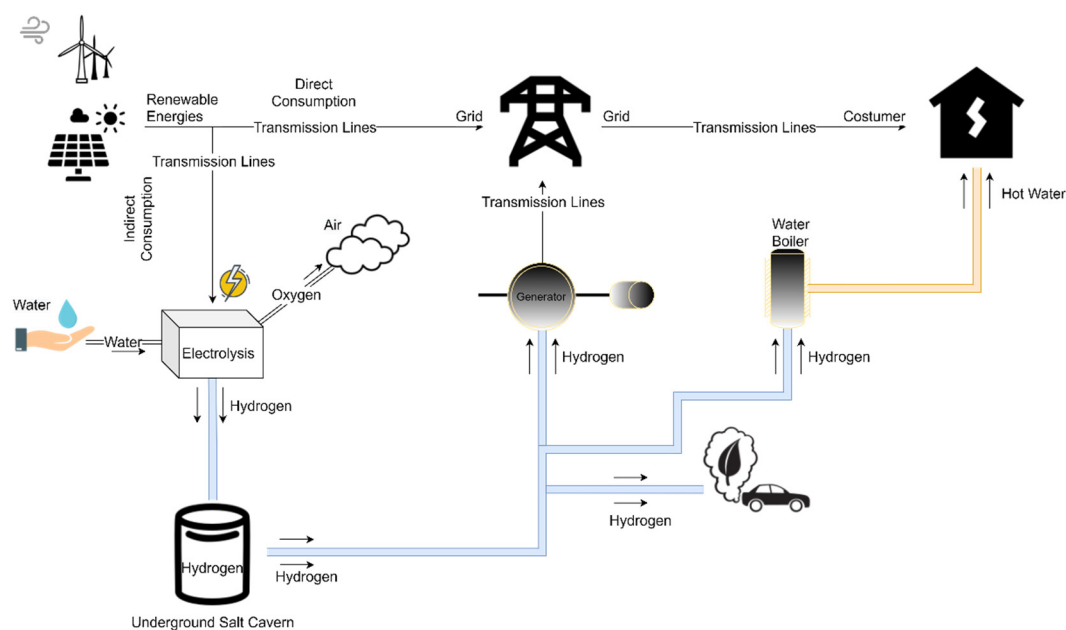 Direct
Consumption
Renewable
Energies
Transmission Lines
Grid
Grid
Transmission Lines
Costumer
Transmission Lines
Indirect
Consumption
Transmission Lines
Hot Water
Air
Water
Boiler
Oxygen
Generator
Water
Water
Electrolysis
Hydrogen
Hydrogen
Hydrogen
Hydrogen
Hydrogen
Hydrogen
Underground Salt Cavern